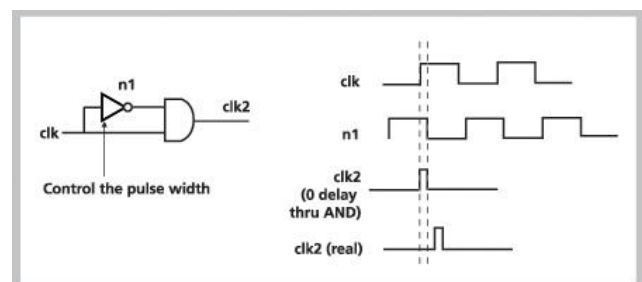 n1
clk2
clk
Control the pulse width
clk
n1
clk2
(0 delay
thru AND)
clk2 (real)